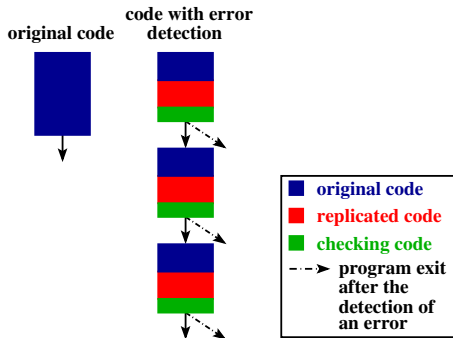 original code
code with error
detection
original code
replicated code
checking code
program exit
after the
detection of
an error